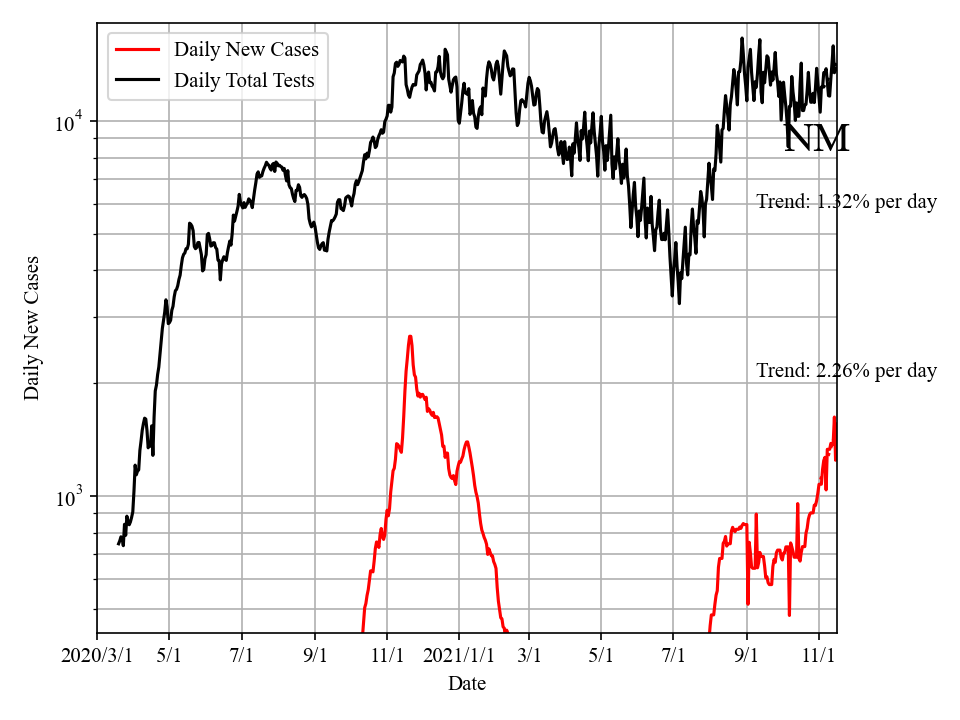 Daily New Cases
Daily Total Tests
10^4
NM
Trend: 1.32% per day
Trend: 2.26% per day
10^3
Daily New Cases
2020/3/1 5/1 7/1 9/1 11/1 2021/1/1 3/1 5/1 7/1 9/1 11/1
Date